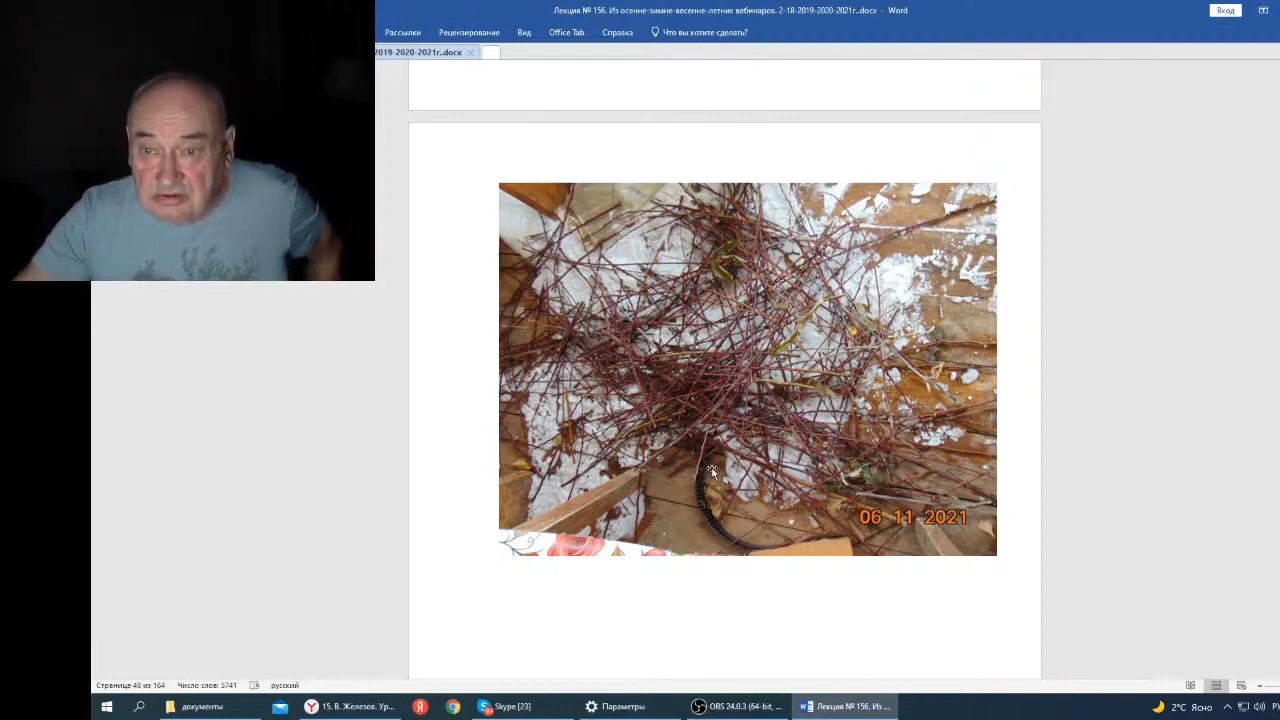 Лекция № 156. Из осенне-зимне-весенне-летних вебинаров. 2-18-2019-2020-2021г..docx - Word
Вход
Рассылки Рецензирование Вид Office Tab Справка Что вы хотите сделать?
2019-2020-2021г..docx
06 11 2021
Страница 48 из 164 Число слов: 5741 русский
документы 15. В. Железов. Ур... Skype [23] Параметры OBS 24.0.3 (64-bit, ... Лекция № 156. Из ... 2°C Ясно